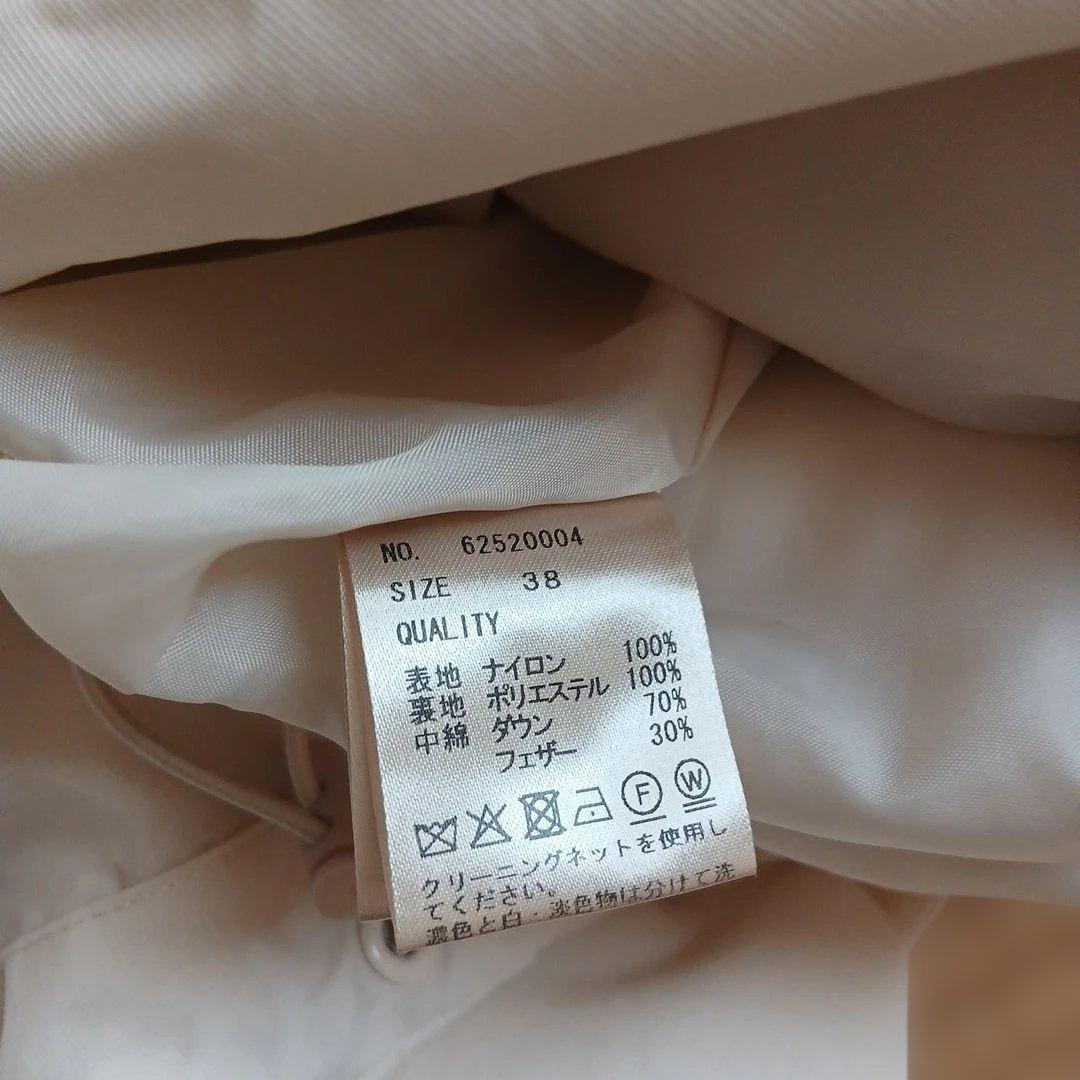 NO. 62520004
SIZE 38
QUALITY
表地 ナイロン 100%
裏地 ポリエステル 100%
中綿 ダウン 70%
フェザー 30%
F W
クリーニングネットを使用し
てください。
濃色と白・淡色物は分けて洗